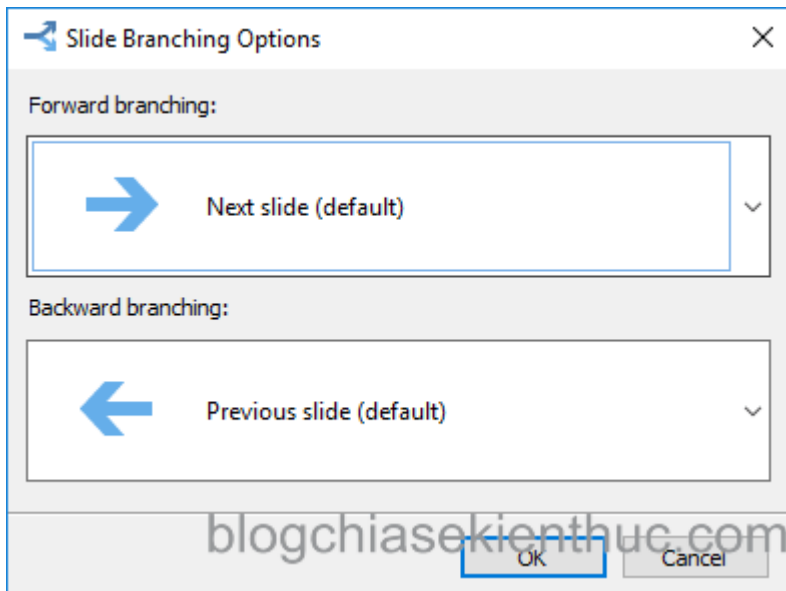 Slide Branching Options
Forward branching:
Next slide (default)
Backward branching:
Previous slide (default)
blogchiasekienthuc.com
OK Cancel